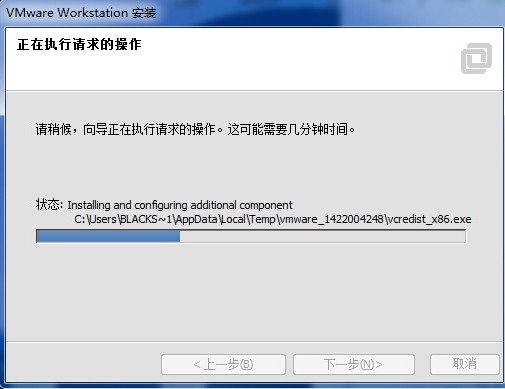 VMware Workstation 安装
正在执行请求的操作
请稍候，向导正在执行请求的操作。这可能需要几分钟时间。
状态: Installing and configuring additional component
C:\Users\BLACKS~1\AppData\Local\Temp\vmware_1422004248\vcredist_x86.exe
< 上一步(B) 下一步(N)> 取消